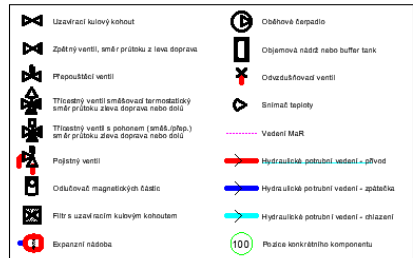 Uzavírací kulový kohout
Zpětný ventil, směr průtoku z leva doprava
Přepouštěcí ventil
Třícestný ventil směšovací termostatický
směr průtoku zleva doprava nebo dolů
Třícestný ventil s pohonem (směš./přep.)
směr průtoku zleva doprava nebo dolů
Pojistný ventil
Odlučovač magnetických částic
Filtr s uzavíracím kulovým kohoutem
Expanzní nádoba
Oběhové čerpadlo
Objemová nádrž nebo buffer tank
Odvzdušňovací ventil
Snímač teploty
Vedení MaR
Hydraulické potrubní vedení - přívod
Hydraulické potrubní vedení - zpátečka
Hydraulické potrubní vedení - chlazení
100 Pozice konkrétního komponentu